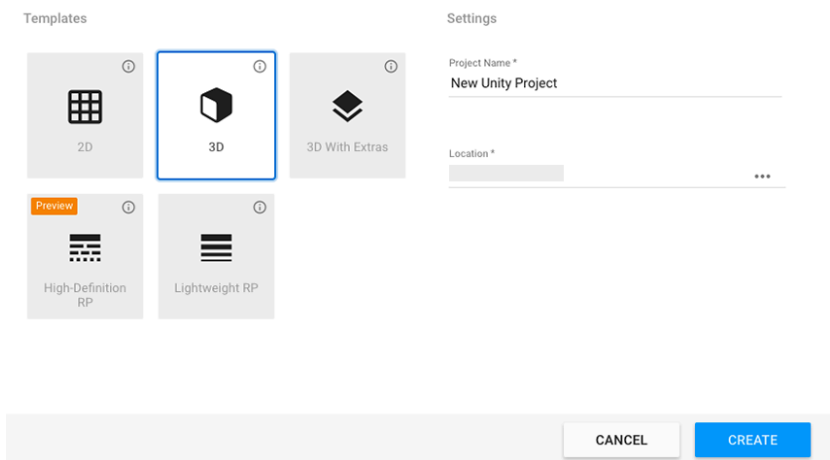 Templates
Settings
2D
3D
3D With Extras
Project Name *
New Unity Project
Location *
Preview
High-Definition
RP
Lightweight RP
CANCEL
CREATE